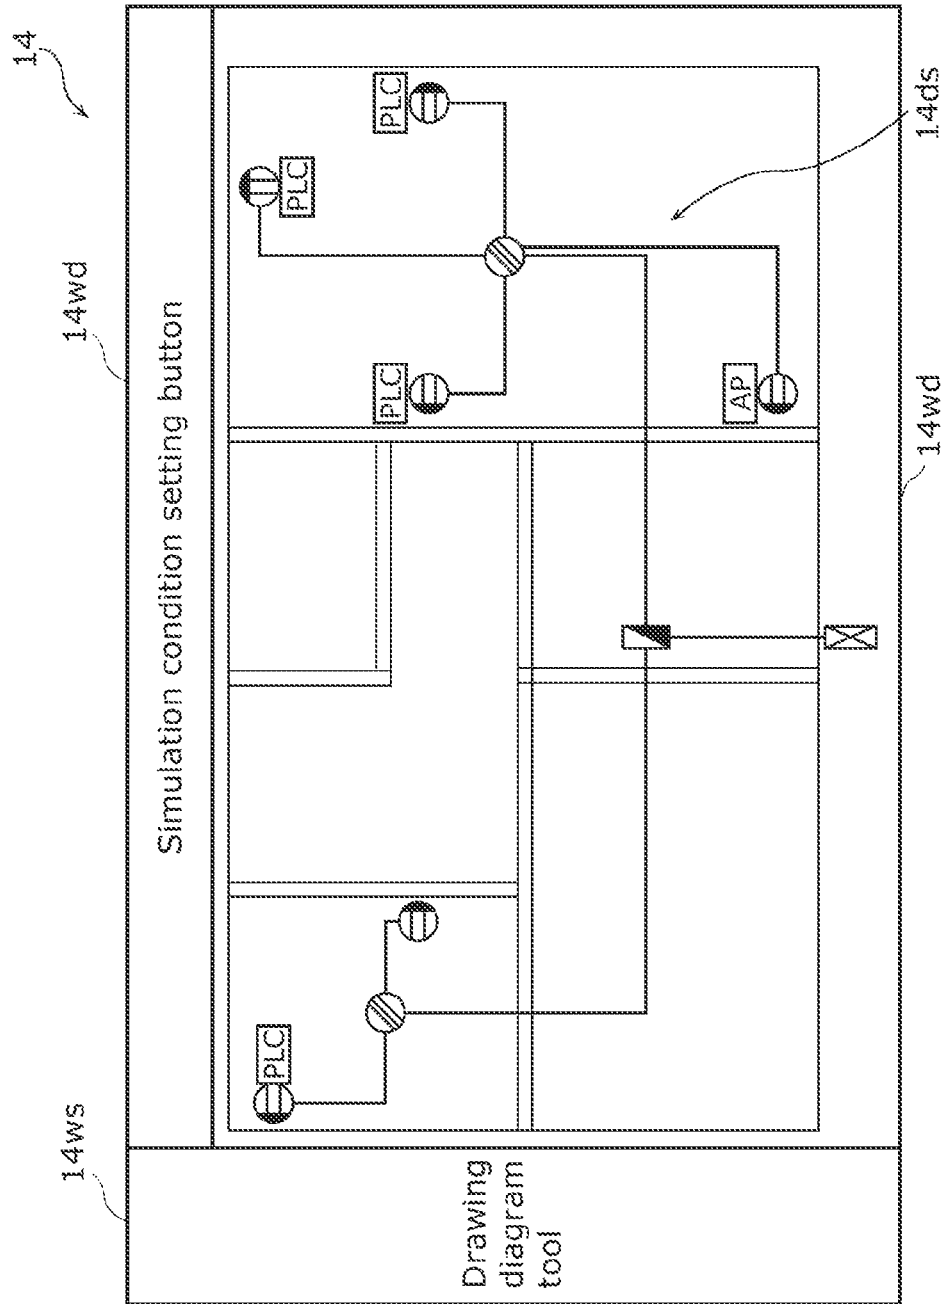 14
14ws
14wd
Simulation condition setting button
PLC
PLC
PLC
PLC
Drawing
diagram
tool
AP
14wd
14ds